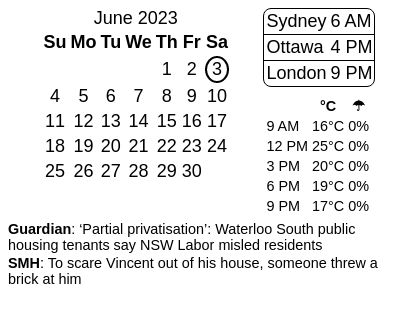 June 2023
Su Mo Tu We Th Fr Sa
1 2 3
4 5 6 7 8 9 10
11 12 13 14 15 16 17
18 19 20 21 22 23 24
25 26 27 28 29 30
Sydney 6 AM
Ottawa 4 PM
London 9 PM
°C ☂
9 AM 16°C 0%
12 PM 25°C 0%
3 PM 20°C 0%
6 PM 19°C 0%
9 PM 17°C 0%
Guardian: ‘Partial privatisation’: Waterloo South public
housing tenants say NSW Labor misled residents
SMH: To scare Vincent out of his house, someone threw a
brick at him